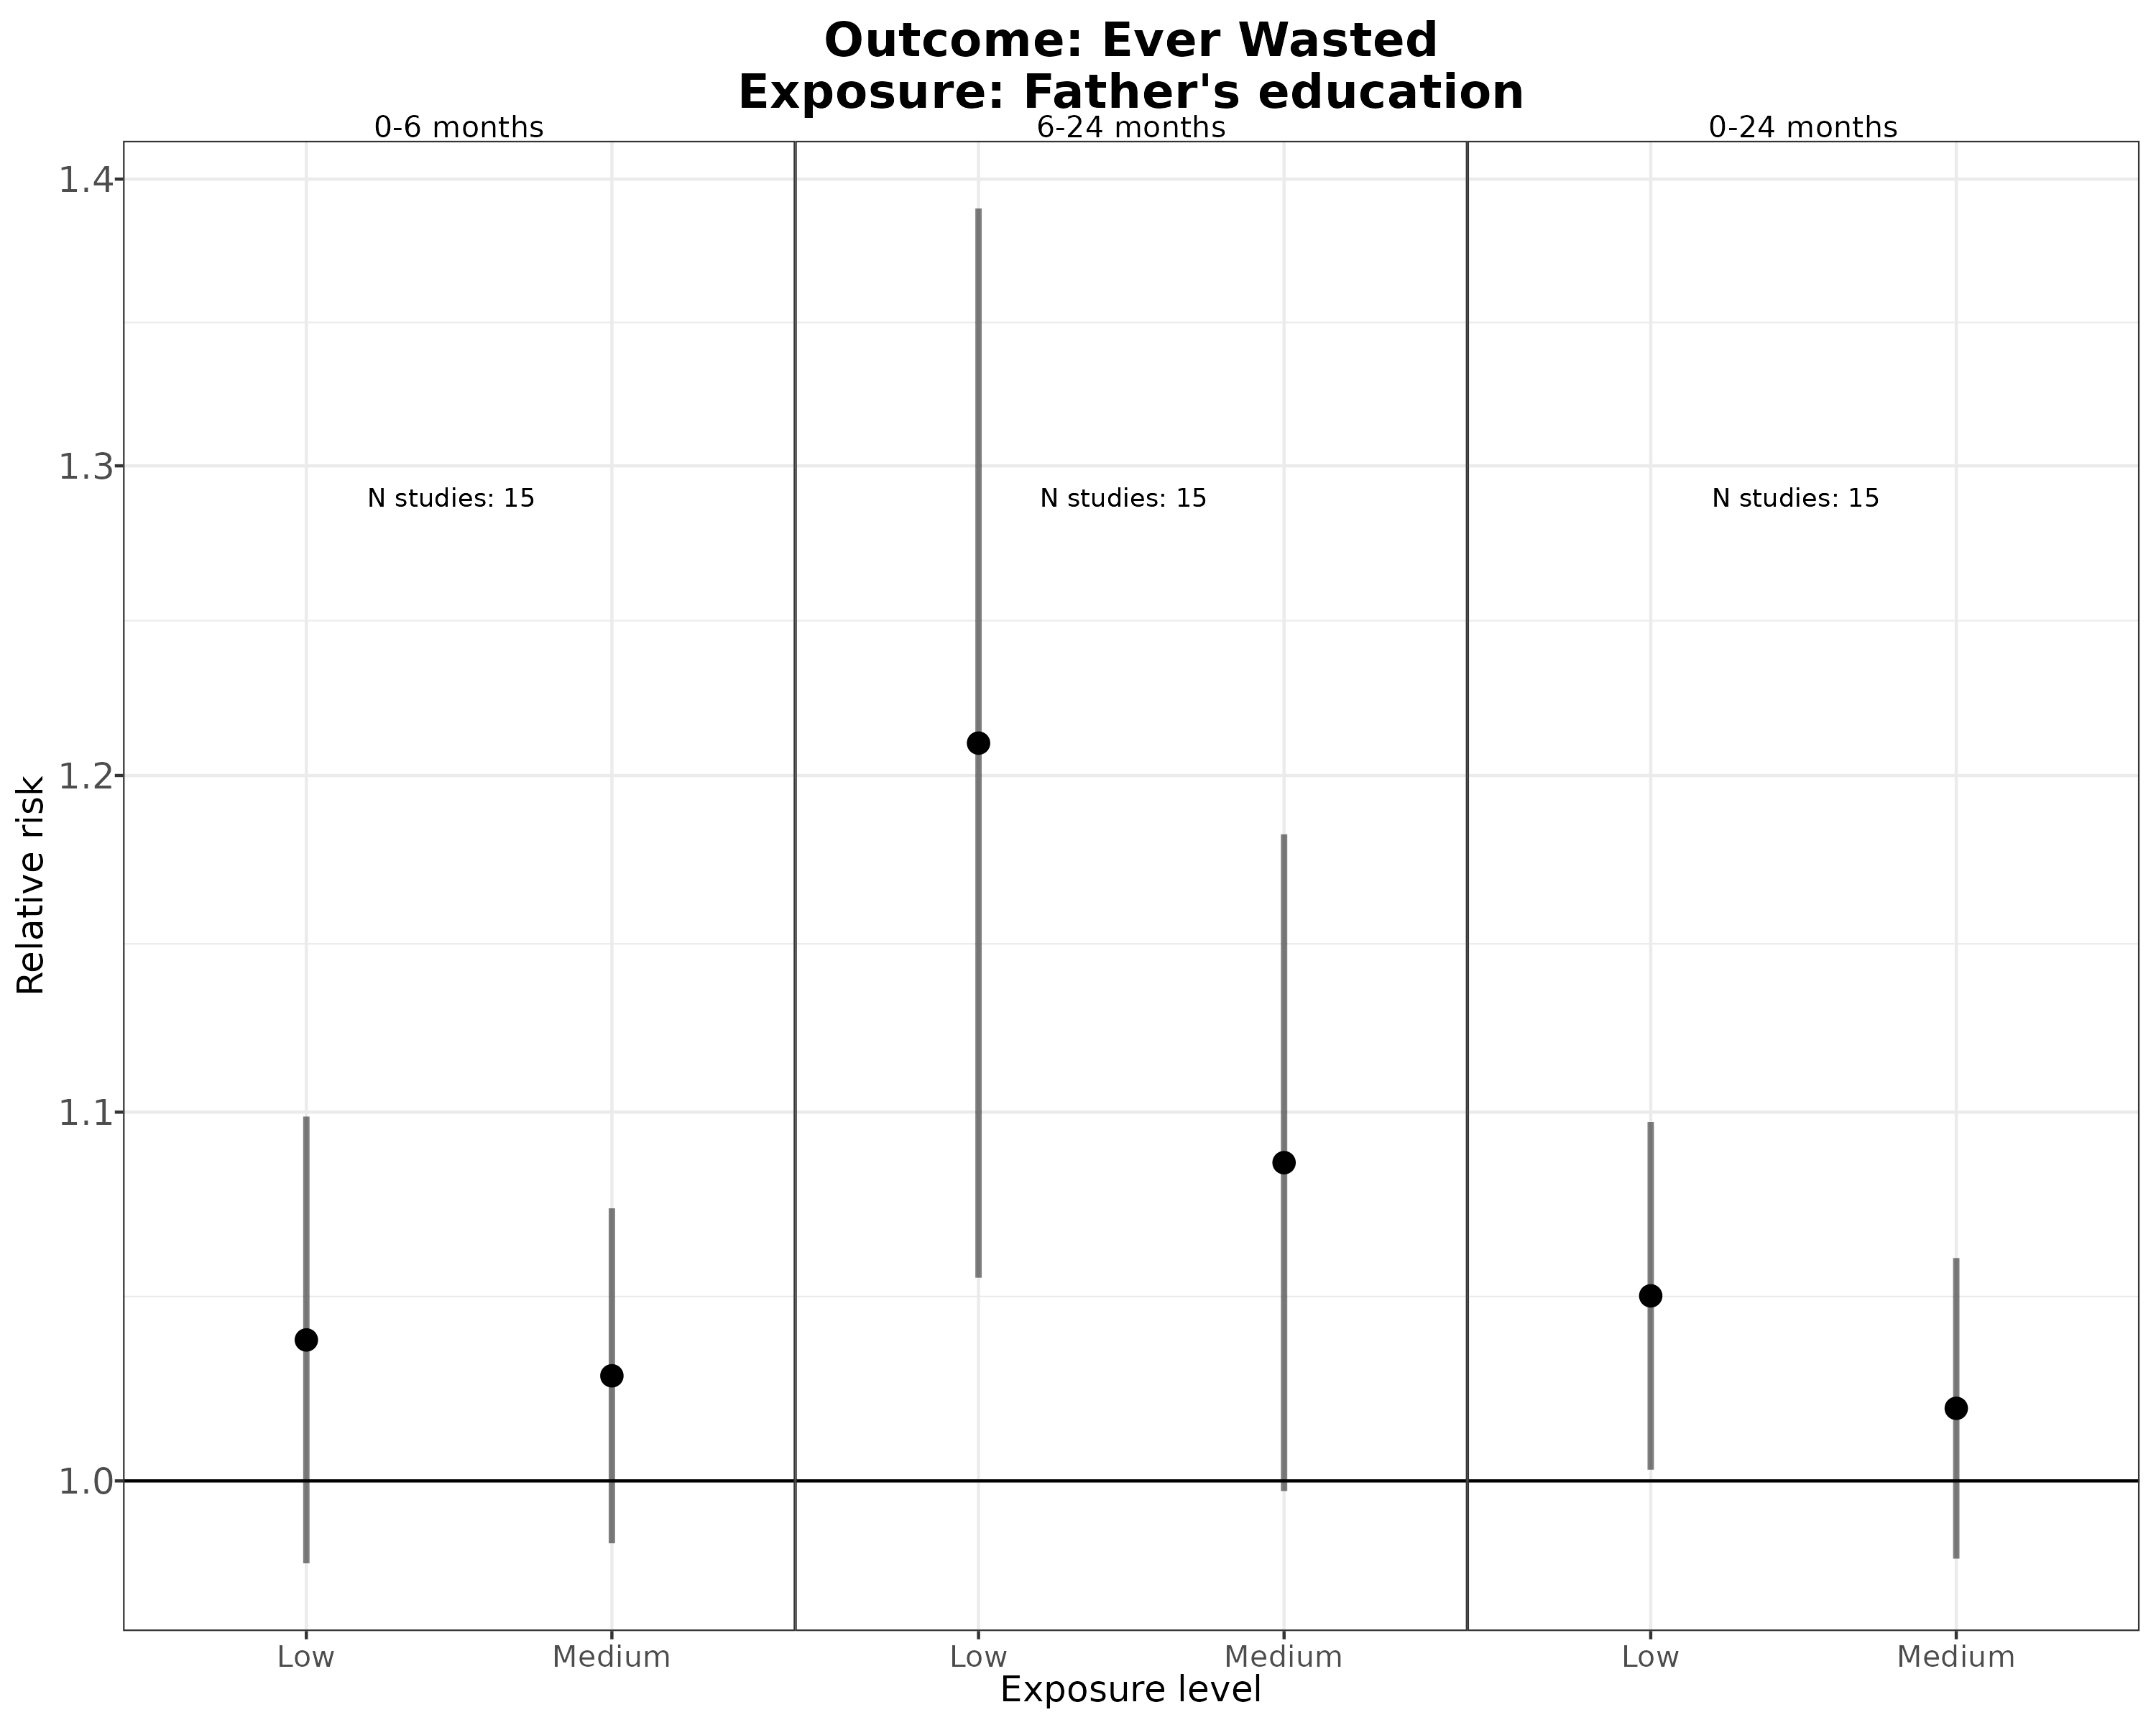 Outcome: Ever Wasted
Exposure: Father's education
0-6 months
6-24 months
0-24 months
1.4
1.3
N studies: 15
N studies: 15
N studies: 15
1.2
1.1
1.0
Relative risk
Low
Medium
Low
Medium
Low
Medium
Exposure level